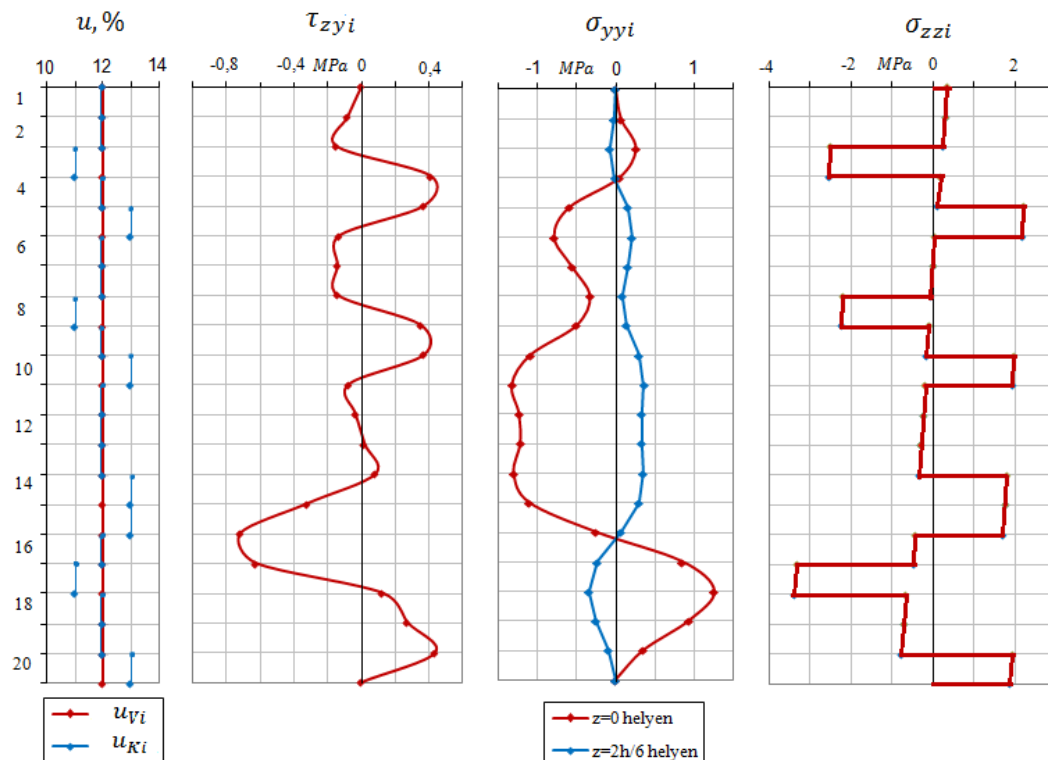 u, %
τzyi
σyyi
σzzi
10 12 14
-0,8 -0,4 MPa 0 0,4
-1 MPa 0 1
-4 -2 MPa 0 2
1
2
4
6
8
10
12
14
16
18
20
uVi
uKi
z=0 helyen
z=2h/6 helyen